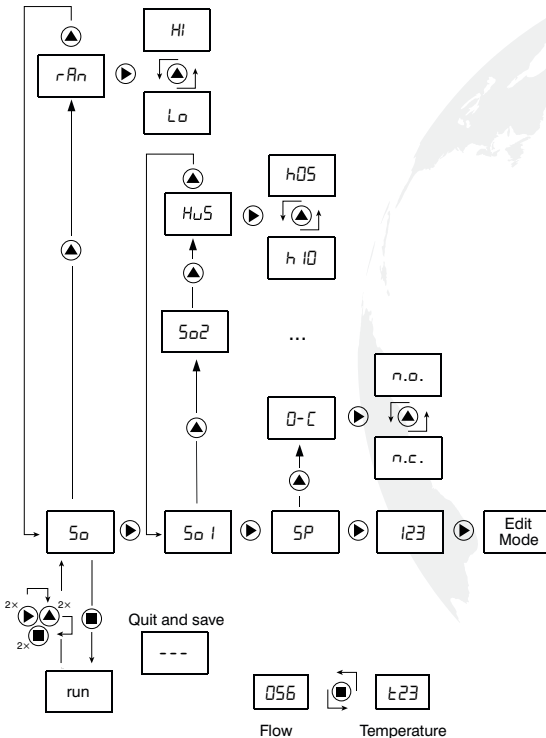 HI
rAn
Lo
h05
HuS
h10
So2
...
n.o.
O-C
n.c.
So
So1
SP
123
Edit
Mode
2×
2×
2×
Quit and save
---
run
056
t23
Flow
Temperature